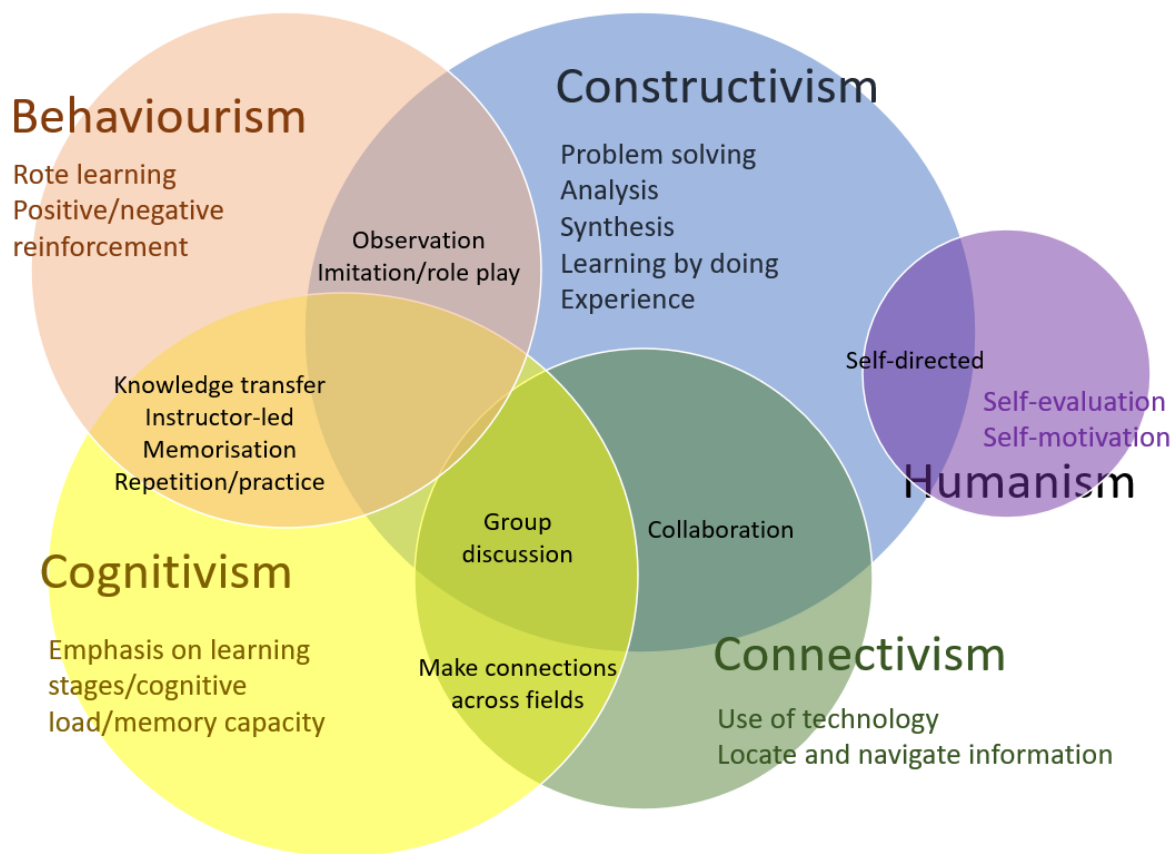 Behaviourism
Rote learning
Positive/negative
reinforcement
Constructivism
Problem solving
Analysis
Synthesis
Learning by doing
Experience
Observation
Imitation/role play
Knowledge transfer
Instructor-led
Memorisation
Repetition/practice
Self-directed
Self-evaluation
Self-motivation
Humanism
Group
discussion
Collaboration
Cognitivism
Emphasis on learning
stages/cognitive
load/memory capacity
Make connections
across fields
Connectivism
Use of technology
Locate and navigate information